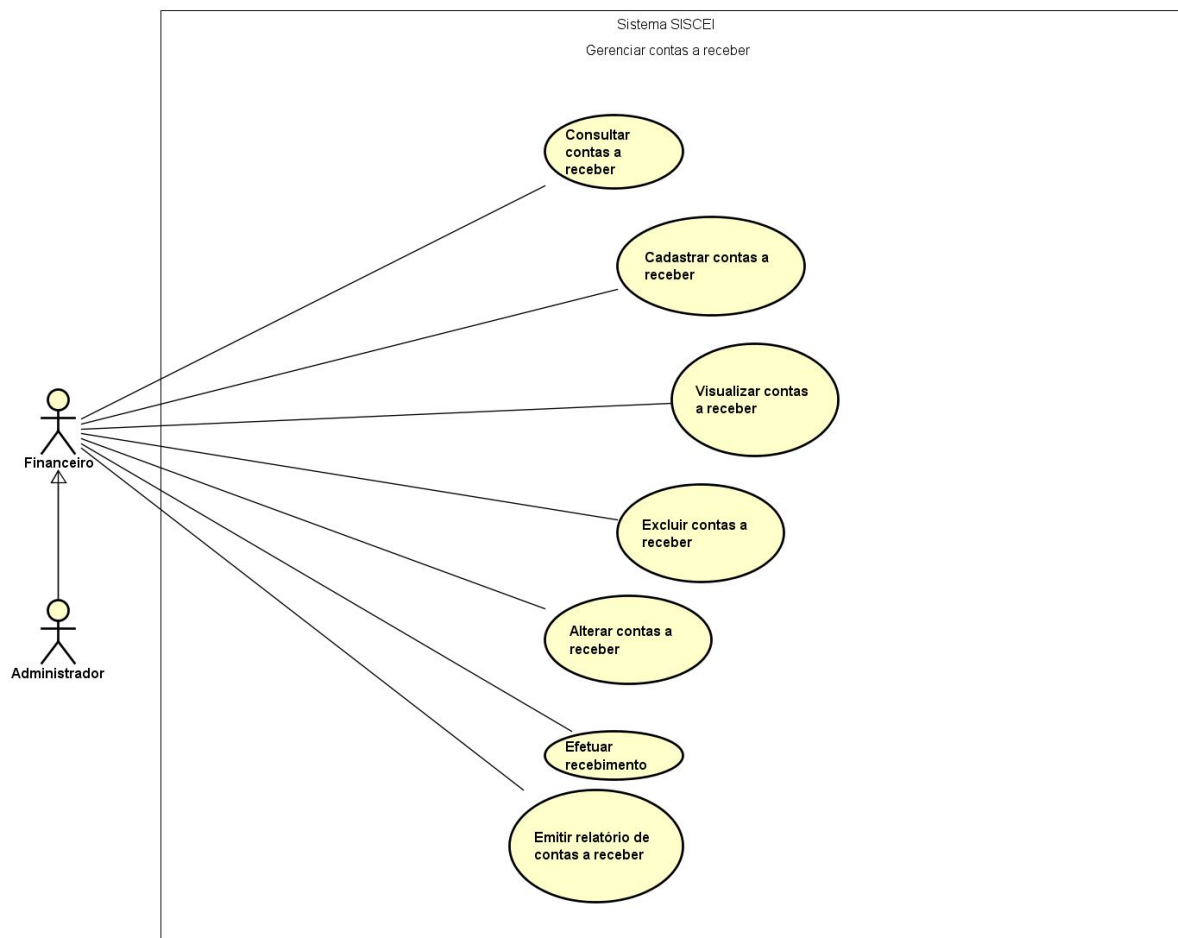 Sistema SISCEI
Gerenciar contas a receber
Consultar
contas a
receber
Cadastrar contas a
receber
Visualizar contas
a receber
Financeiro
Excluir contas a
receber
Alterar contas a
receber
Administrador
Efetuar
recebimento
Emitir relatório de
contas a receber